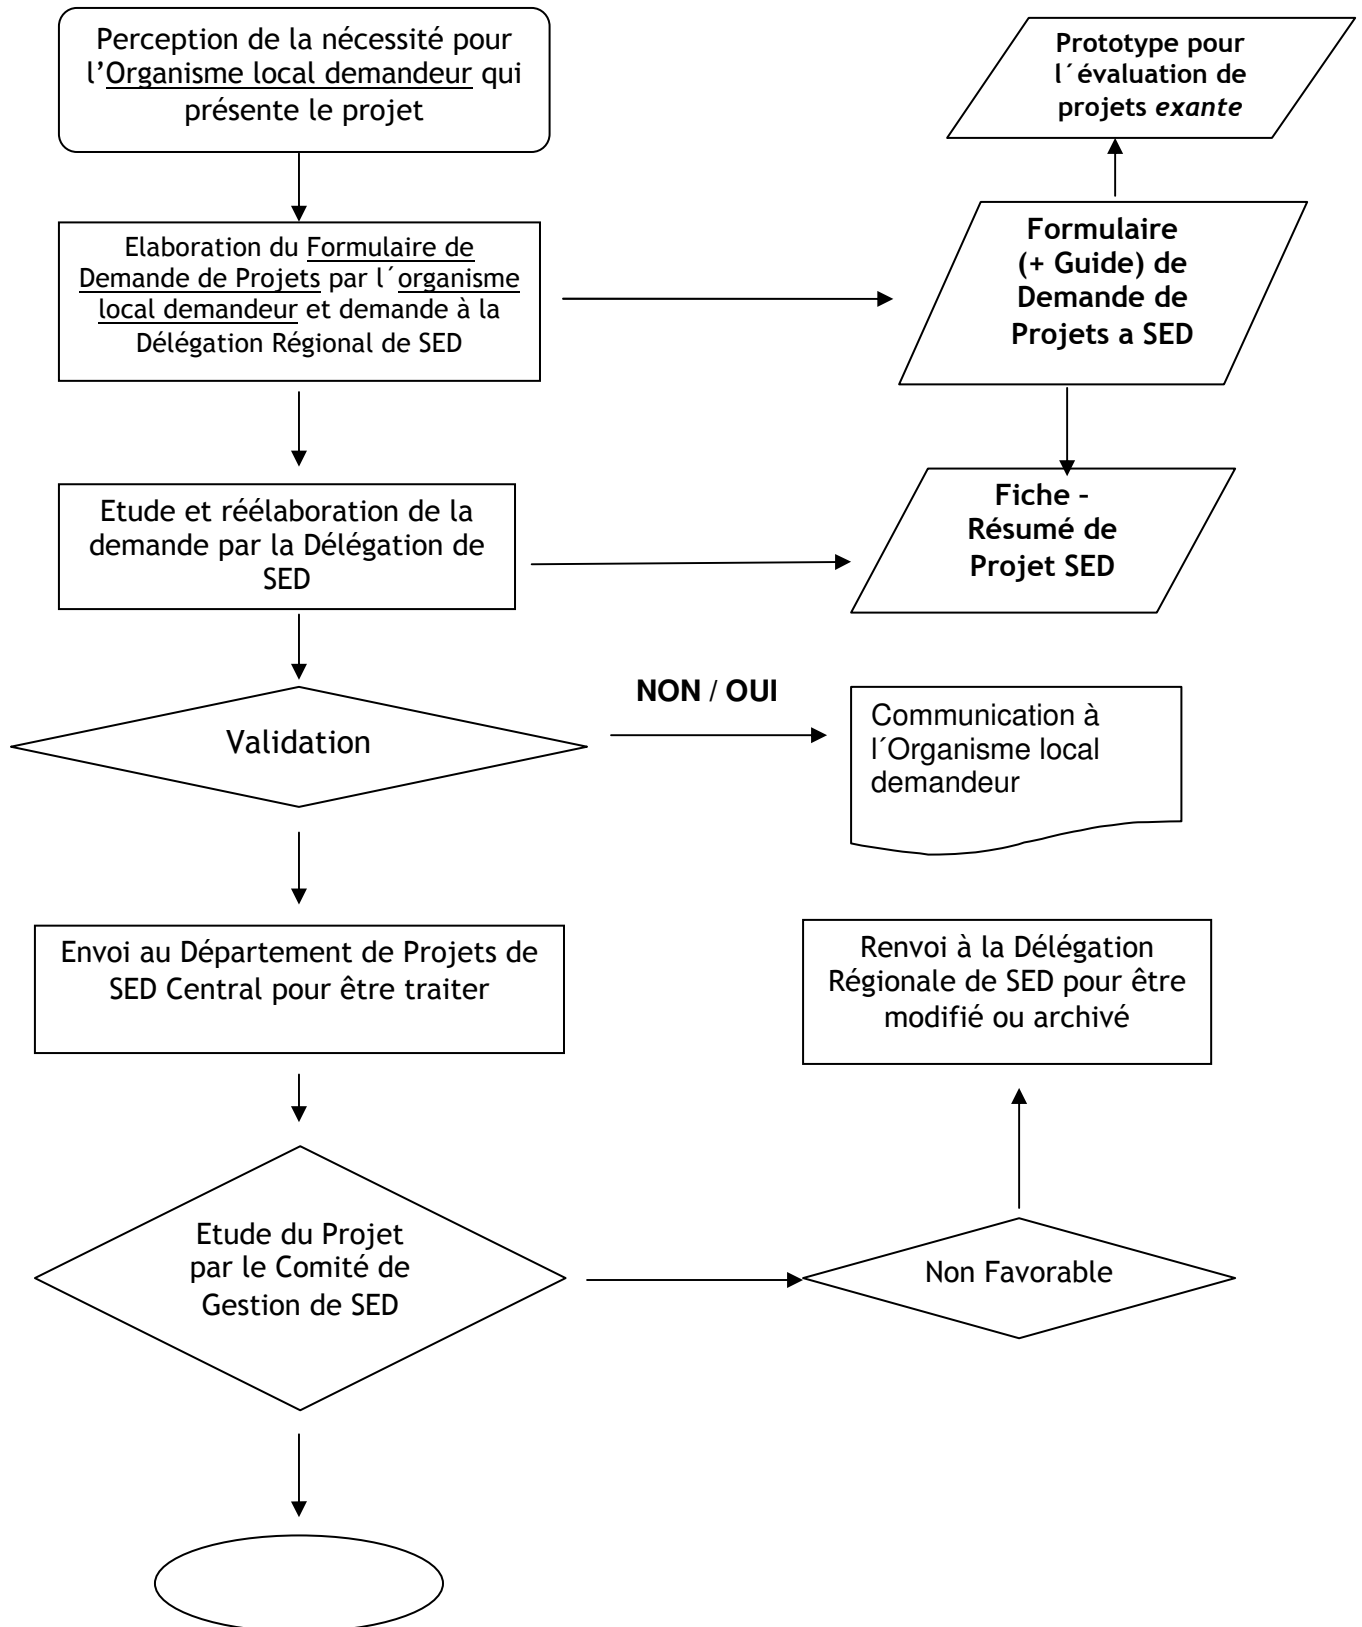 Perception de la nécessité pour
l’Organisme local demandeur qui
présente le projet
Prototype pour
l´évaluation de
projets exante
Elaboration du Formulaire de
Demande de Projets par l´organisme
local demandeur et demande à la
Délégation Régional de SED
Formulaire
(+ Guide) de
Demande de
Projets a SED
Etude et réélaboration de la
demande par la Délégation de
SED
Fiche –
Résumé de
Projet SED
Validation
NON / OUI
Communication à
l´Organisme local
demandeur
Envoi au Département de Projets de
SED Central pour être traiter
Renvoi à la Délégation
Régionale de SED pour être
modifié ou archivé
Etude du Projet
par le Comité de
Gestion de SED
Non Favorable